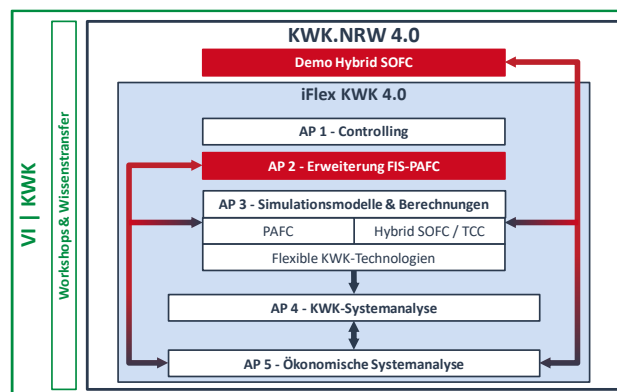 VI | KWK
Workshops & Wissenstransfer
KWK.NRW 4.0
Demo Hybrid SOFC
iFlex KWK 4.0
AP 1 - Controlling
AP 2 - Erweiterung FIS-PAFC
AP 3 - Simulationsmodelle & Berechnungen
PAFC
Hybrid SOFC / TCC
Flexible KWK-Technologien
AP 4 - KWK-Systemanalyse
AP 5 - Ökonomische Systemanalyse